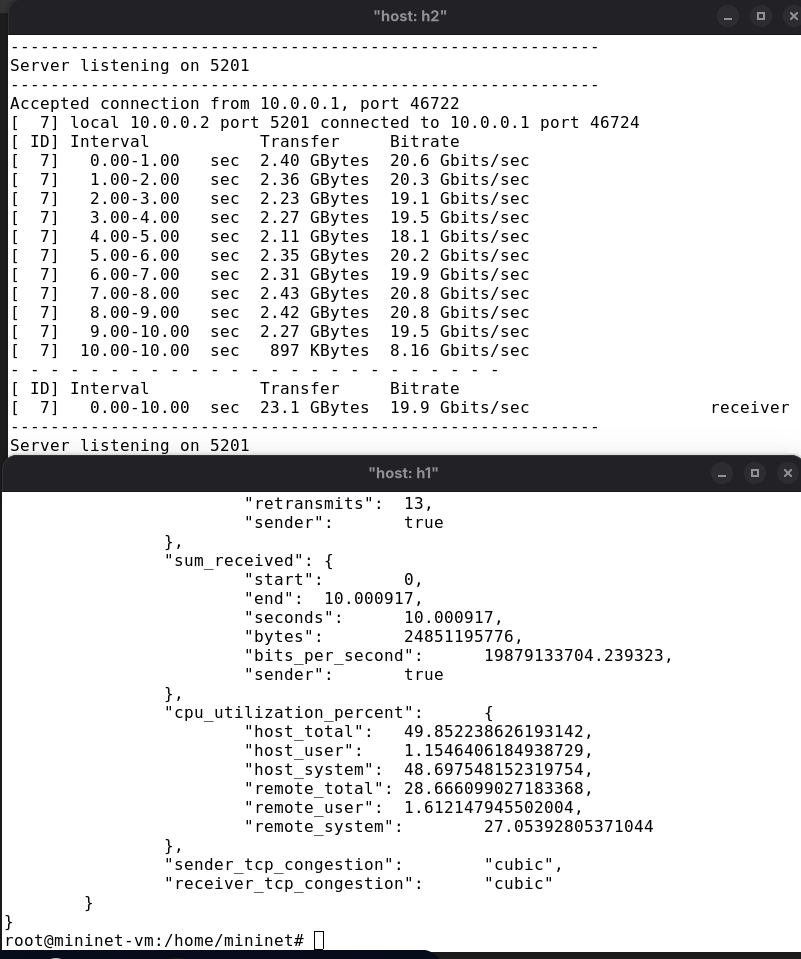 "host: h2"
-----------------------------------------------------------
Server listening on 5201
-----------------------------------------------------------
Accepted connection from 10.0.0.1, port 46722
[  7] local 10.0.0.2 port 5201 connected to 10.0.0.1 port 46724
[ ID] Interval           Transfer     Bitrate
[  7]   0.00-1.00   sec  2.40 GBytes  20.6 Gbits/sec
[  7]   1.00-2.00   sec  2.36 GBytes  20.3 Gbits/sec
[  7]   2.00-3.00   sec  2.23 GBytes  19.1 Gbits/sec
[  7]   3.00-4.00   sec  2.27 GBytes  19.5 Gbits/sec
[  7]   4.00-5.00   sec  2.11 GBytes  18.1 Gbits/sec
[  7]   5.00-6.00   sec  2.35 GBytes  20.2 Gbits/sec
[  7]   6.00-7.00   sec  2.31 GBytes  19.9 Gbits/sec
[  7]   7.00-8.00   sec  2.43 GBytes  20.8 Gbits/sec
[  7]   8.00-9.00   sec  2.42 GBytes  20.8 Gbits/sec
[  7]   9.00-10.00  sec  2.27 GBytes  19.5 Gbits/sec
[  7]  10.00-10.00  sec   897 KBytes  8.16 Gbits/sec
- - - - - - - - - - - - - - - - - - - - - - - - -
[ ID] Interval           Transfer     Bitrate
[  7]   0.00-10.00  sec  23.1 GBytes  19.9 Gbits/sec                  receiver
-----------------------------------------------------------
Server listening on 5201
"host: h1"
"retransmits":  13,
"sender":       true
},
"sum_received": {
"start":        0,
"end":  10.000917,
"seconds":      10.000917,
"bytes":        24851195776,
"bits_per_second":      19879133704.239323,
"sender":       true
},
"cpu_utilization_percent":      {
"host_total":   49.852238626193142,
"host_user":    1.1546406184938729,
"host_system":  48.697548152319754,
"remote_total": 28.666099027183368,
"remote_user":  1.612147945502004,
"remote_system":        27.05392805371044
},
"sender_tcp_congestion":        "cubic",
"receiver_tcp_congestion":      "cubic"
}
}
root@mininet-vm:/home/mininet#